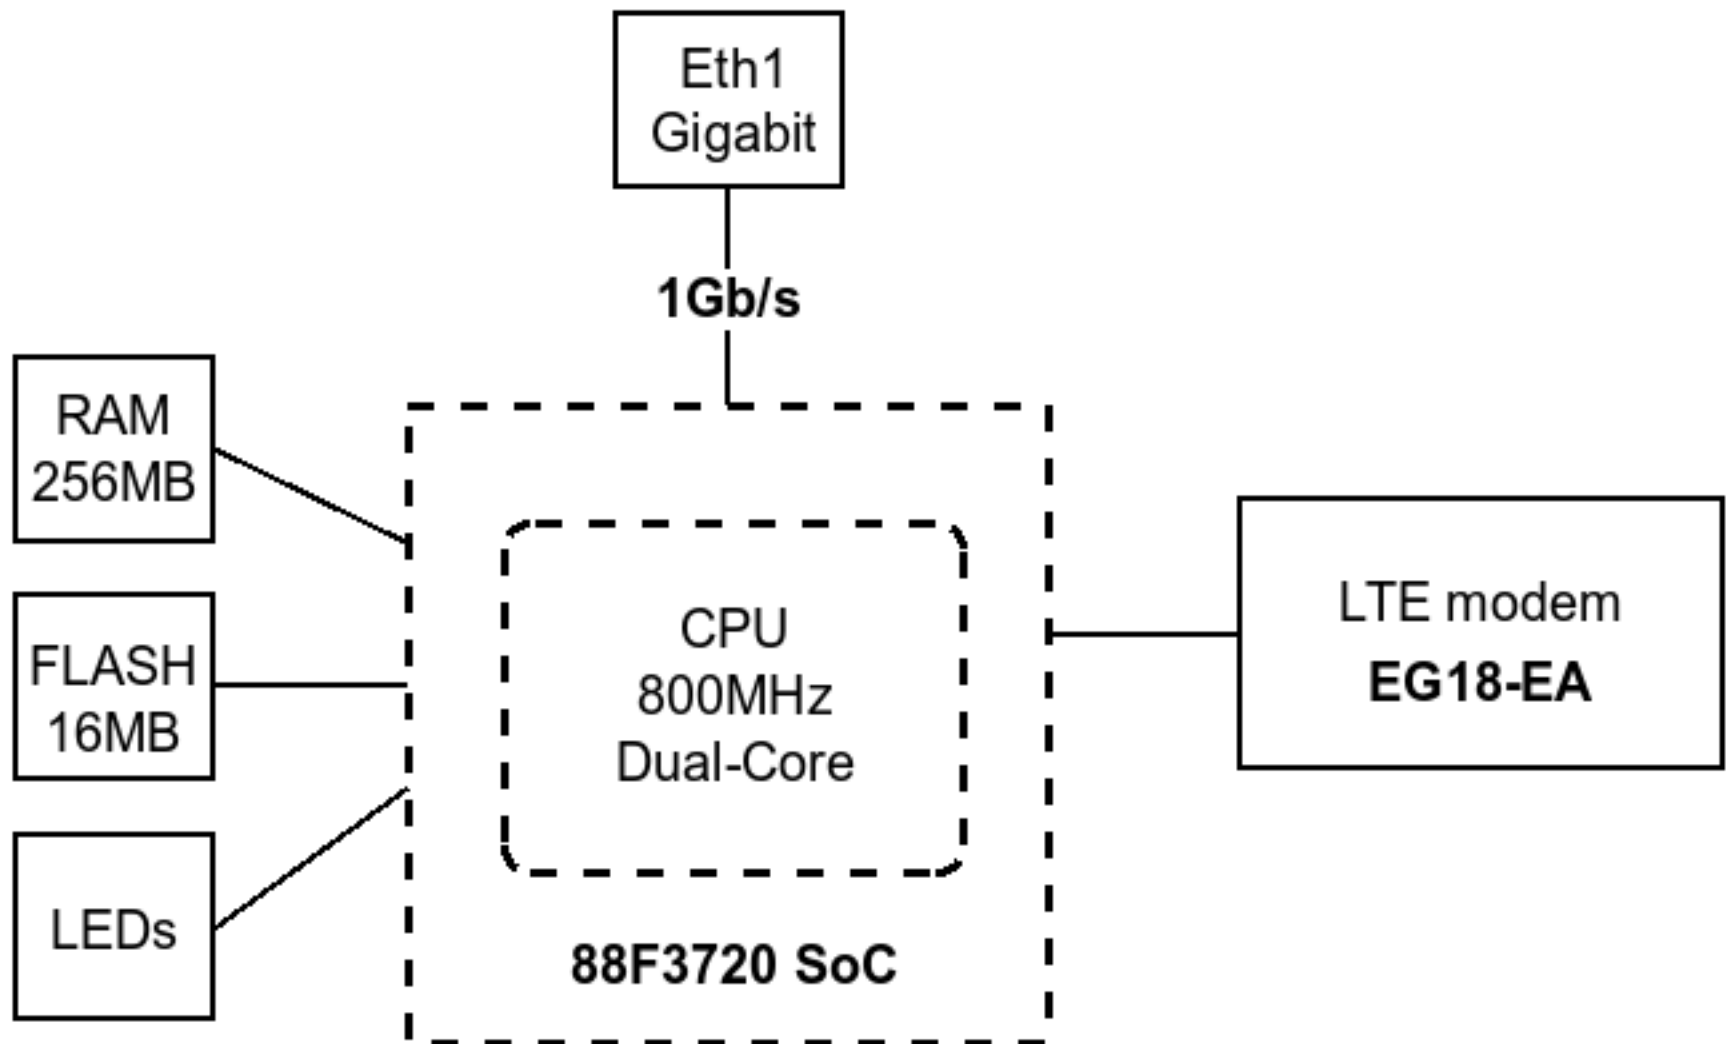 Eth1
Gigabit
1Gb/s
RAM
256MB
FLASH
16MB
LEDs
CPU
800MHz
Dual-Core
88F3720 SoC
LTE modem
EG18-EA